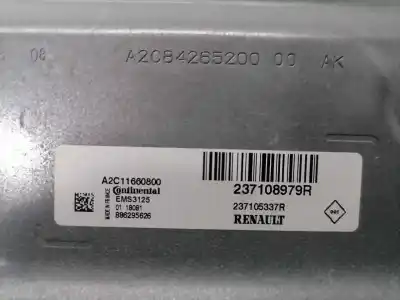 08 A2C84265200 00 AK
A2C11660800
Continental
EMS3125
01 18081
886295626
MADE IN FRANCE
237108979R
237105337R
RENAULT